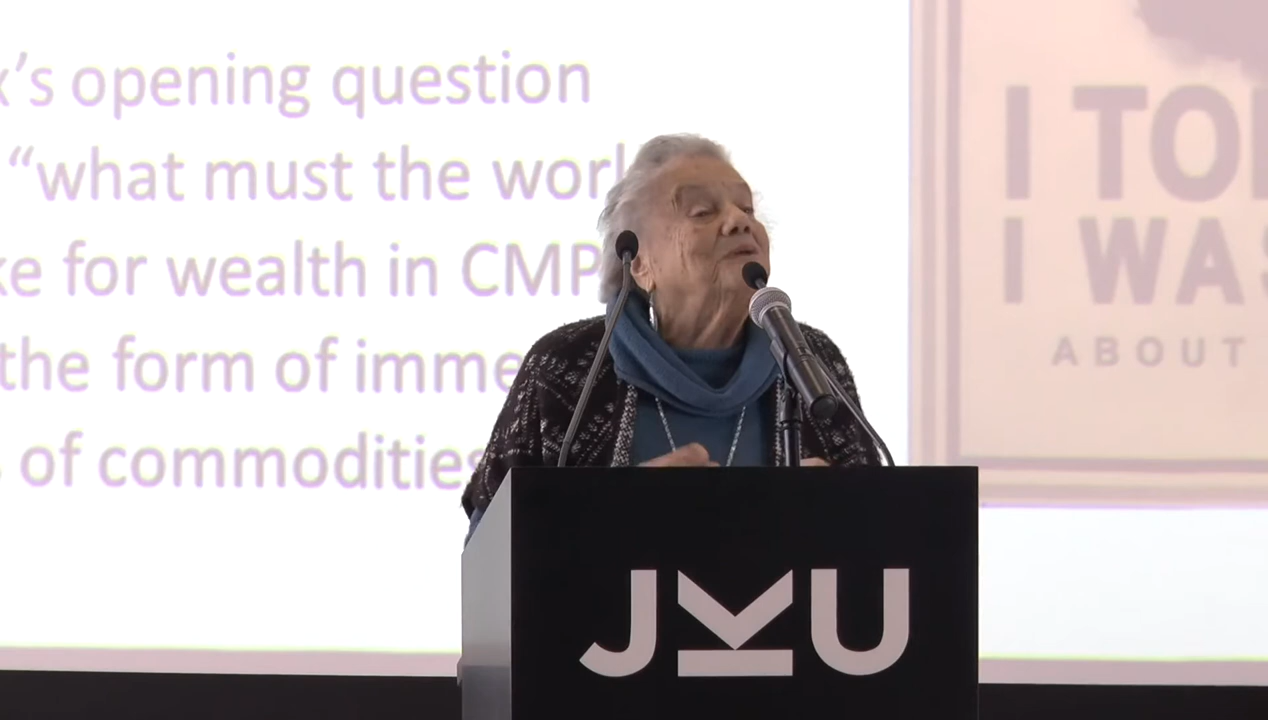 x’s opening question
“what must the worl
ke for wealth in CMP
the form of imme
of commodities
I TOL
I WAS
ABOUT
JKU